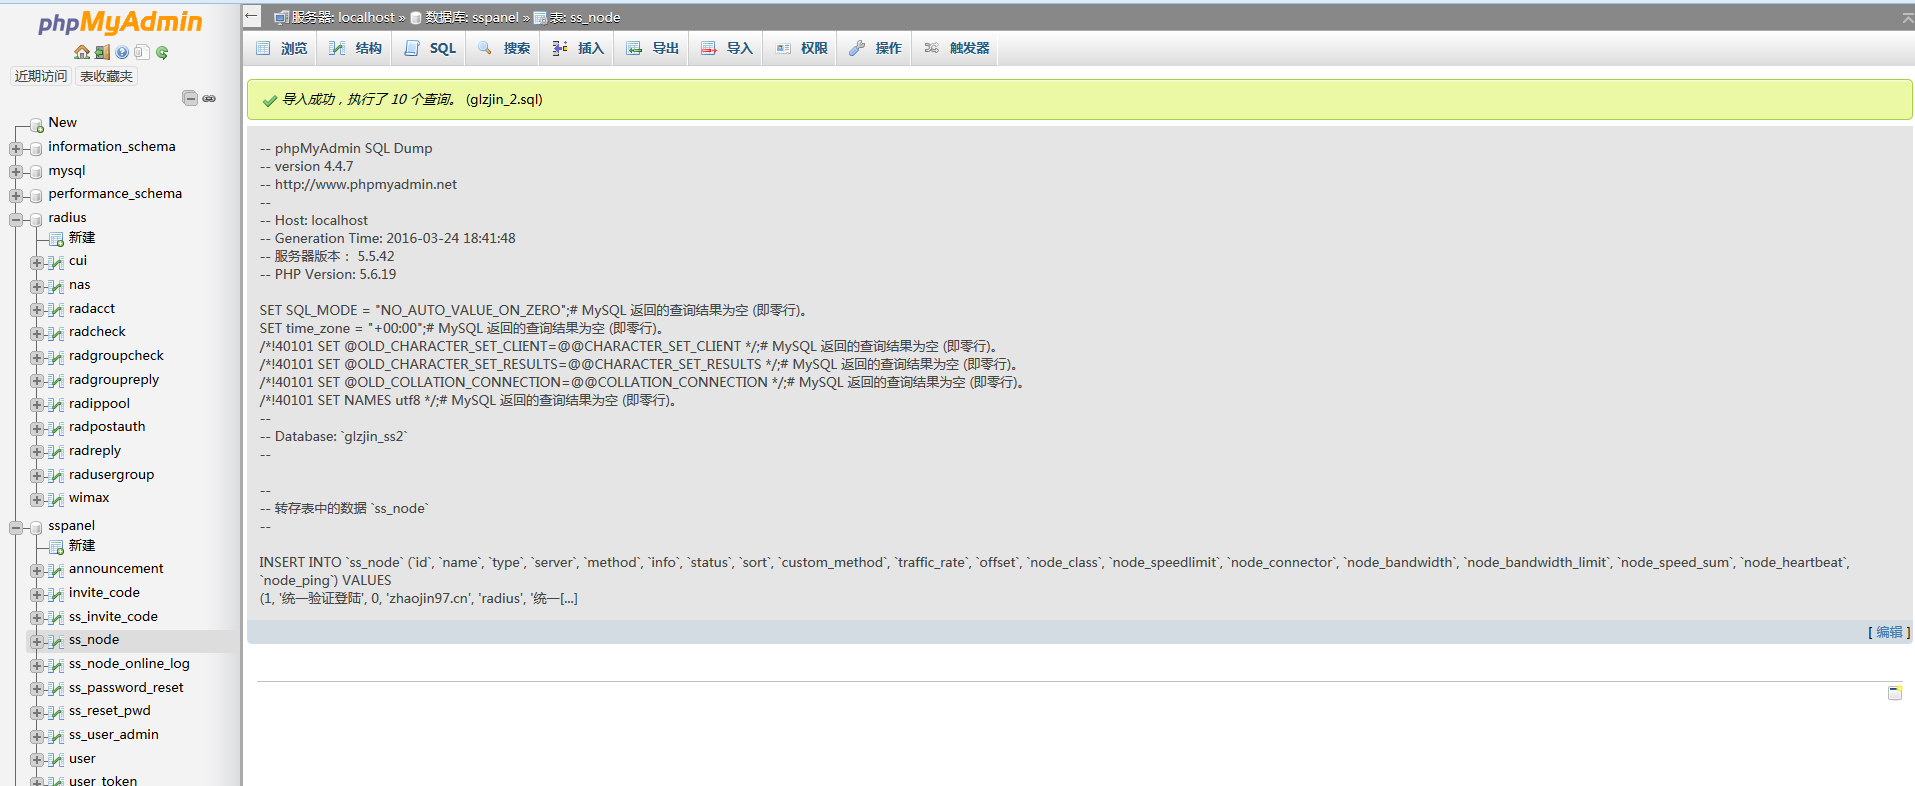 phpMyAdmin
近期访问 表收藏夹
New
information_schema
mysql
performance_schema
radius
新建
cui
nas
radacct
radcheck
radgroupcheck
radgroupreply
radippool
radpostauth
radreply
radusergroup
wimax
sspanel
新建
announcement
invite_code
ss_invite_code
ss_node
ss_node_online_log
ss_password_reset
ss_reset_pwd
ss_user_admin
user
user_token
服务器: localhost » 数据库: sspanel » 表: ss_node
浏览 结构 SQL 搜索 插入 导出 导入 权限 操作 触发器
导入成功，执行了 10 个查询。 (glzjin_2.sql)
-- phpMyAdmin SQL Dump
-- version 4.4.7
-- http://www.phpmyadmin.net
--
-- Host: localhost
-- Generation Time: 2016-03-24 18:41:48
-- 服务器版本： 5.5.42
-- PHP Version: 5.6.19
SET SQL_MODE = "NO_AUTO_VALUE_ON_ZERO";# MySQL 返回的查询结果为空 (即零行)。
SET time_zone = "+00:00";# MySQL 返回的查询结果为空 (即零行)。
/*!40101 SET @OLD_CHARACTER_SET_CLIENT=@@CHARACTER_SET_CLIENT */;# MySQL 返回的查询结果为空 (即零行)。
/*!40101 SET @OLD_CHARACTER_SET_RESULTS=@@CHARACTER_SET_RESULTS */;# MySQL 返回的查询结果为空 (即零行)。
/*!40101 SET @OLD_COLLATION_CONNECTION=@@COLLATION_CONNECTION */;# MySQL 返回的查询结果为空 (即零行)。
/*!40101 SET NAMES utf8 */;# MySQL 返回的查询结果为空 (即零行)。
--
-- Database: `glzjin_ss2`
--
--
-- 转存表中的数据 `ss_node`
--
INSERT INTO `ss_node` (`id`, `name`, `type`, `server`, `method`, `info`, `status`, `sort`, `custom_method`, `traffic_rate`, `offset`, `node_class`, `node_speedlimit`, `node_connector`, `node_bandwidth`, `node_bandwidth_limit`, `node_speed_sum`, `node_heartbeat`,
`node_ping`) VALUES
(1, '统一验证登陆', 0, 'zhaojin97.cn', 'radius', '统一[...]
[ 编辑 ]